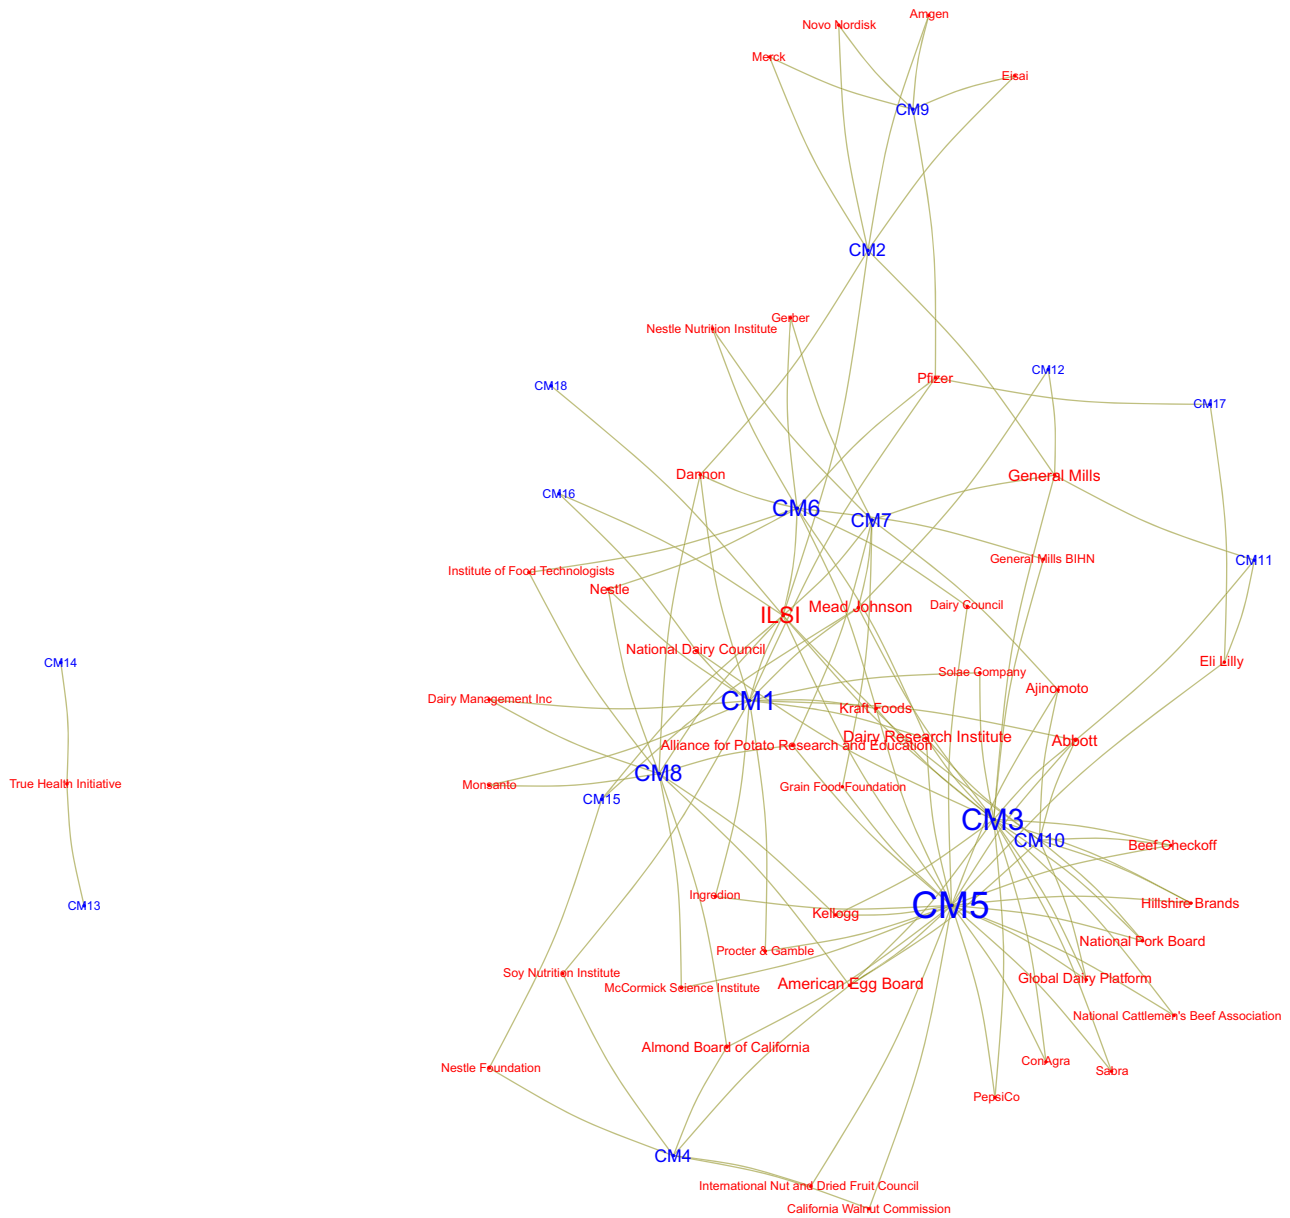 Amgen
Novo Nordisk
Merck
Eisai
CM9
CM2
Gerber
Nestle Nutrition Institute
CM12
Pfizer
CM18
CM17
Dannon
General Mills
CM16
CM6
CM7
General Mills BIHN
CM11
Institute of Food Technologists
Nestle
Mead Johnson
Dairy Council
ILSI
National Dairy Council
CM14
Eli Lilly
Solae Company
Ajinomoto
Dairy Management Inc
CM1
Kraft Foods
Dairy Research Institute
Abbott
Alliance for Potato Research and Education
CM8
True Health Initiative
Monsanto
Grain Food Foundation
CM15
CM3
CM10
Beef Checkoff
Ingredion
CM13
CM5
Hillshire Brands
Kellogg
National Pork Board
Procter & Gamble
Soy Nutrition Institute
Global Dairy Platform
American Egg Board
McCormick Science Institute
National Cattlemen's Beef Association
Almond Board of California
ConAgra
Nestle Foundation
Sabra
PepsiCo
CM4
International Nut and Dried Fruit Council
California Walnut Commission